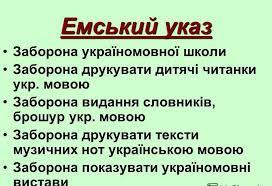 Емський указ
• Заборона україномовної школи
• Заборона друкувати дитячі читанки
укр. мовою
• Заборона видання словників,
брошур укр. мовою
• Заборона друкувати тексти
музичних нот українською мовою
• Заборона показувати україномовні
вистави